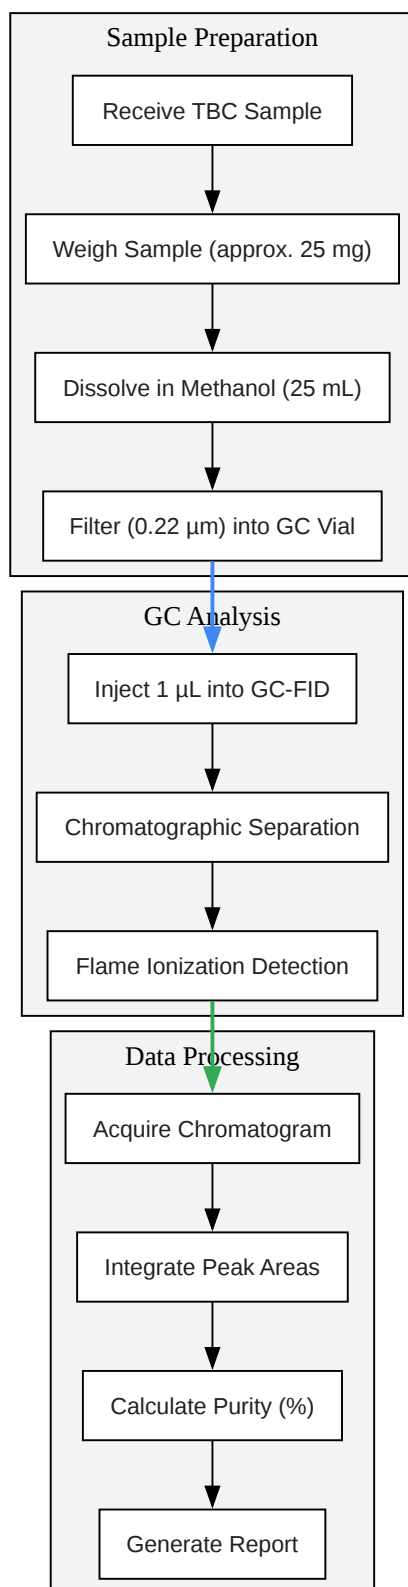 Sample Preparation
Receive TBC Sample
Weigh Sample (approx. 25 mg)
Dissolve in Methanol (25 mL)
Filter (0.22 µm) into GC Vial
GC Analysis
Inject 1 µL into GC-FID
Chromatographic Separation
Flame Ionization Detection
Data Processing
Acquire Chromatogram
Integrate Peak Areas
Calculate Purity (%)
Generate Report